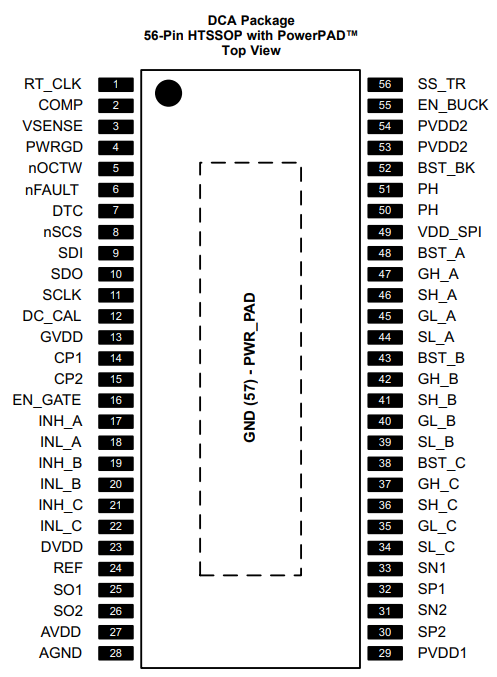 DCA Package
56-Pin HTSSOP with PowerPAD™
Top View
RT_CLK 1 56 SS_TR
COMP 2 55 EN_BUCK
VSENSE 3 54 PVDD2
PWRGD 4 53 PVDD2
nOCTW 5 52 BST_BK
nFAULT 6 51 PH
DTC 7 50 PH
nSCS 8 49 VDD_SPI
SDI 9 48 BST_A
SDO 10 47 GH_A
SCLK 11 46 SH_A
DC_CAL 12 45 GL_A
GVDD 13 44 SL_A
CP1 14 43 BST_B
CP2 15 42 GH_B
EN_GATE 16 41 SH_B
INH_A 17 40 GL_B
INL_A 18 39 SL_B
INH_B 19 38 BST_C
INL_B 20 37 GH_C
INH_C 21 36 SH_C
INL_C 22 35 GL_C
DVDD 23 34 SL_C
REF 24 33 SN1
SO1 25 32 SP1
SO2 26 31 SN2
AVDD 27 30 SP2
AGND 28 29 PVDD1
GND (57) - PWR_PAD